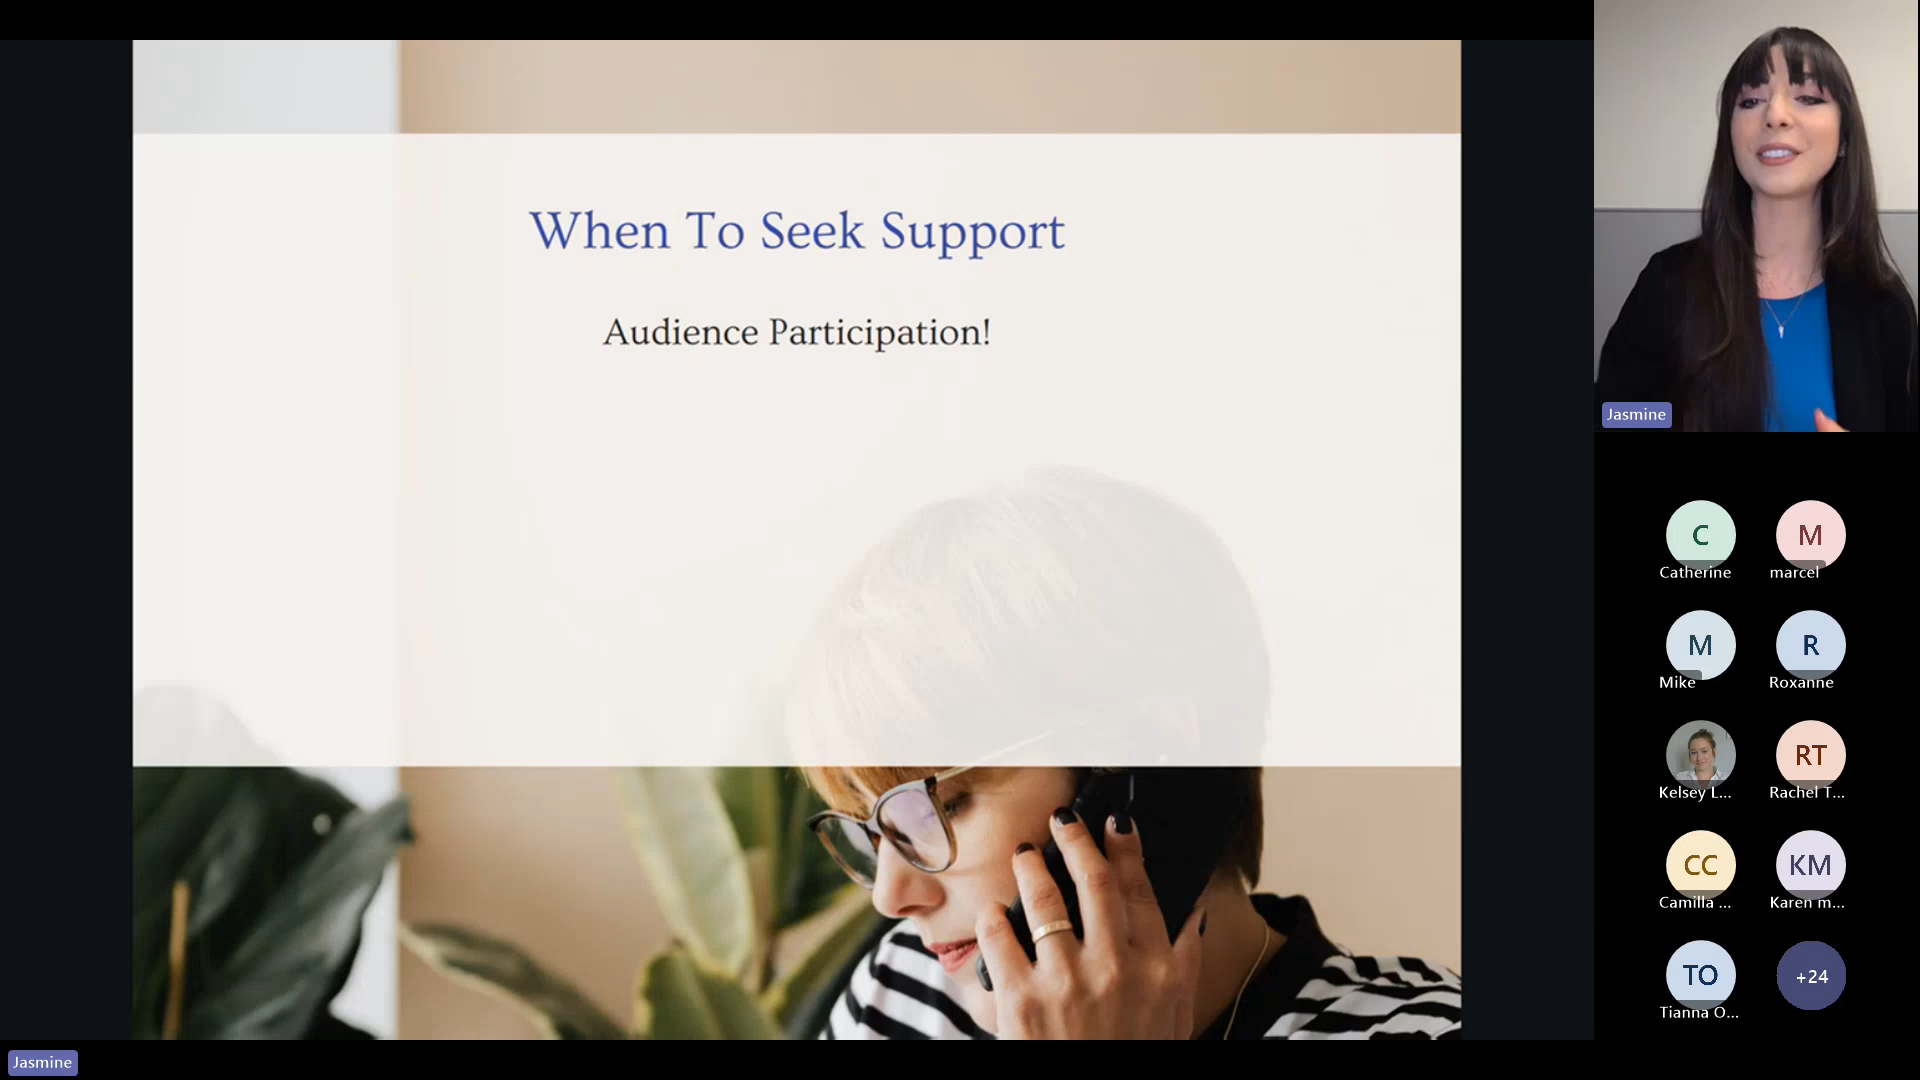 When To Seek Support
Audience Participation!
Jasmine
C
Catherine
M
marcel
M
Mike
R
Roxanne
Kelsey L...
RT
Rachel T...
CC
Camilla ...
KM
Karen m...
TO
Tianna O...
+24
Jasmine